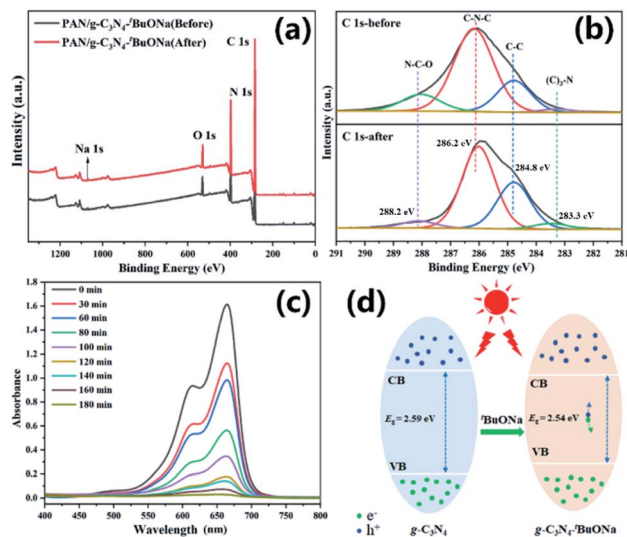 (a)
PAN/g-C3N4-tBuONa(Before)
PAN/g-C3N4-tBuONa(After)
C 1s
N 1s
O 1s
Na 1s
Intensity (a.u.)
1200 1000 800 600 400 200 0
Binding Energy (eV)
(b)
C 1s-before
C-N-C
N-C-O
C-C
(C)3-N
C 1s-after
286.2 eV
284.8 eV
288.2 eV
283.3 eV
Intensity (a.u.)
291 290 289 288 287 286 285 284 283 282 281
Binding Energy (eV)
(c)
0 min
30 min
60 min
80 min
100 min
120 min
140 min
160 min
180 min
Absorbance
1.8
1.6
1.4
1.2
1.0
0.8
0.6
0.4
0.2
0.0
400 450 500 550 600 650 700 750 800
Wavelength (nm)
(d)
CB
Eg = 2.59 eV
VB
tBuONa
CB
Eg = 2.54 eV
VB
e-
h+
g-C3N4
g-C3N4-tBuONa